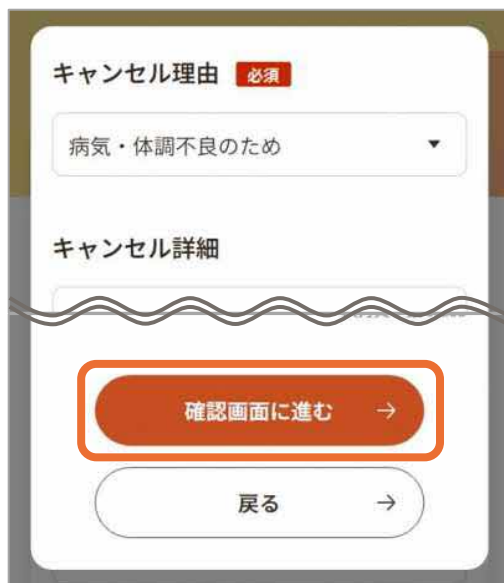 キャンセル理由 必須
病気・体調不良のため
キャンセル詳細
確認画面に進む
戻る